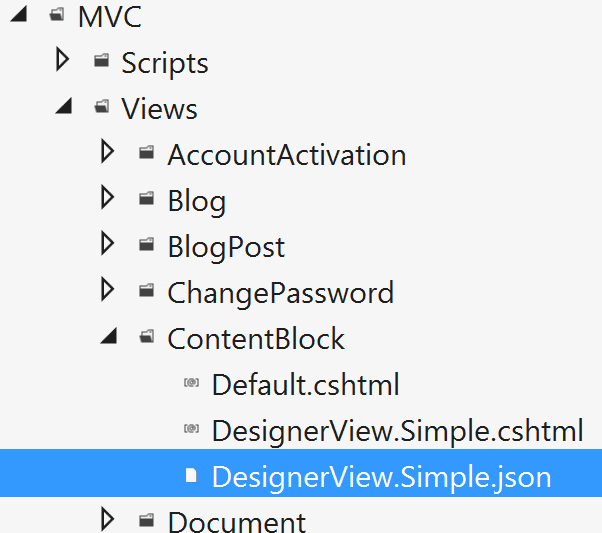 MVC
Scripts
Views
AccountActivation
Blog
BlogPost
ChangePassword
ContentBlock
Default.cshtml
DesignerView.Simple.cshtml
DesignerView.Simple.json
Document